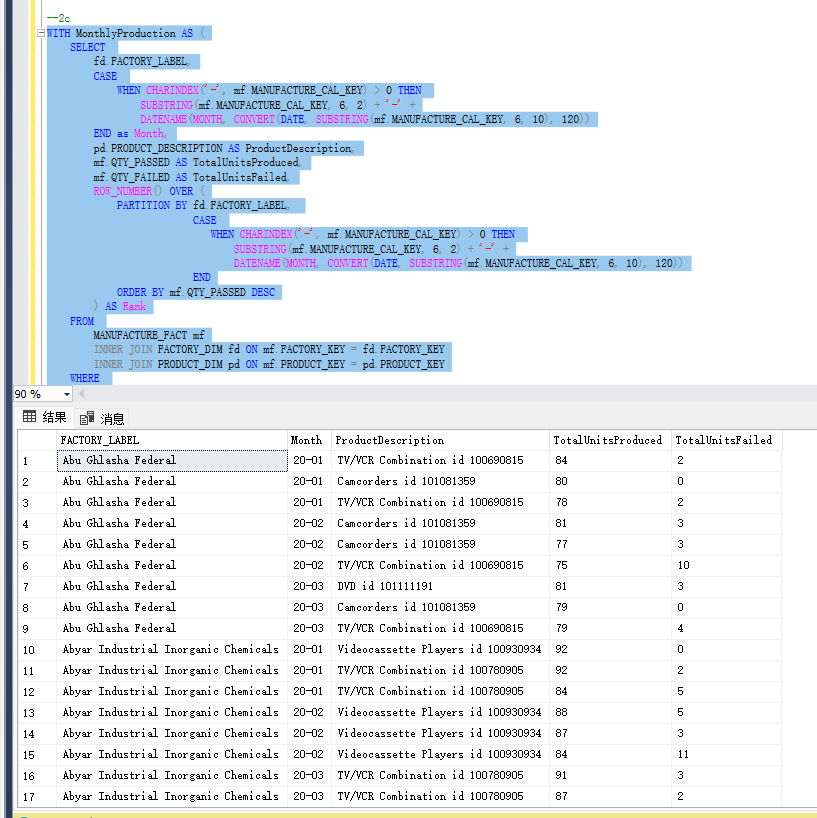 --2c
WITH MonthlyProduction AS (
SELECT
fd.FACTORY_LABEL,
CASE
WHEN CHARINDEX('-', mf.MANUFACTURE_CAL_KEY) > 0 THEN
SUBSTRING(mf.MANUFACTURE_CAL_KEY, 6, 2) + '-' +
DATENAME(MONTH, CONVERT(DATE, SUBSTRING(mf.MANUFACTURE_CAL_KEY, 6, 10), 120))
END as Month,
pd.PRODUCT_DESCRIPTION AS ProductDescription,
mf.QTY_PASSED AS TotalUnitsProduced,
mf.QTY_FAILED AS TotalUnitsFailed,
ROW_NUMBER() OVER (
PARTITION BY fd.FACTORY_LABEL,
CASE
WHEN CHARINDEX('-', mf.MANUFACTURE_CAL_KEY) > 0 THEN
SUBSTRING(mf.MANUFACTURE_CAL_KEY, 6, 2) + '-' +
DATENAME(MONTH, CONVERT(DATE, SUBSTRING(mf.MANUFACTURE_CAL_KEY, 6, 10), 120))
END
ORDER BY mf.QTY_PASSED DESC
) AS Rank
FROM
MANUFACTURE_FACT mf
INNER JOIN FACTORY_DIM fd ON mf.FACTORY_KEY = fd.FACTORY_KEY
INNER JOIN PRODUCT_DIM pd ON mf.PRODUCT_KEY = pd.PRODUCT_KEY
WHERE
90 %
结果 消息
FACTORY_LABEL Month ProductDescription TotalUnitsProduced TotalUnitsFailed
1 Abu Ghlasha Federal 20-01 TV/VCR Combination id 100690815 84 2
2 Abu Ghlasha Federal 20-01 Camcorders id 101081359 80 0
3 Abu Ghlasha Federal 20-01 TV/VCR Combination id 100690815 78 2
4 Abu Ghlasha Federal 20-02 Camcorders id 101081359 81 3
5 Abu Ghlasha Federal 20-02 Camcorders id 101081359 77 3
6 Abu Ghlasha Federal 20-02 TV/VCR Combination id 100690815 75 10
7 Abu Ghlasha Federal 20-03 DVD id 101111191 81 3
8 Abu Ghlasha Federal 20-03 Camcorders id 101081359 79 0
9 Abu Ghlasha Federal 20-03 TV/VCR Combination id 100690815 79 4
10 Abyar Industrial Inorganic Chemicals 20-01 Videocassette Players id 100930934 92 0
11 Abyar Industrial Inorganic Chemicals 20-01 TV/VCR Combination id 100780905 92 2
12 Abyar Industrial Inorganic Chemicals 20-01 TV/VCR Combination id 100780905 84 5
13 Abyar Industrial Inorganic Chemicals 20-02 Videocassette Players id 100930934 88 5
14 Abyar Industrial Inorganic Chemicals 20-02 Videocassette Players id 100930934 87 3
15 Abyar Industrial Inorganic Chemicals 20-02 Videocassette Players id 100930934 84 11
16 Abyar Industrial Inorganic Chemicals 20-03 TV/VCR Combination id 100780905 91 3
17 Abyar Industrial Inorganic Chemicals 20-03 TV/VCR Combination id 100780905 87 2